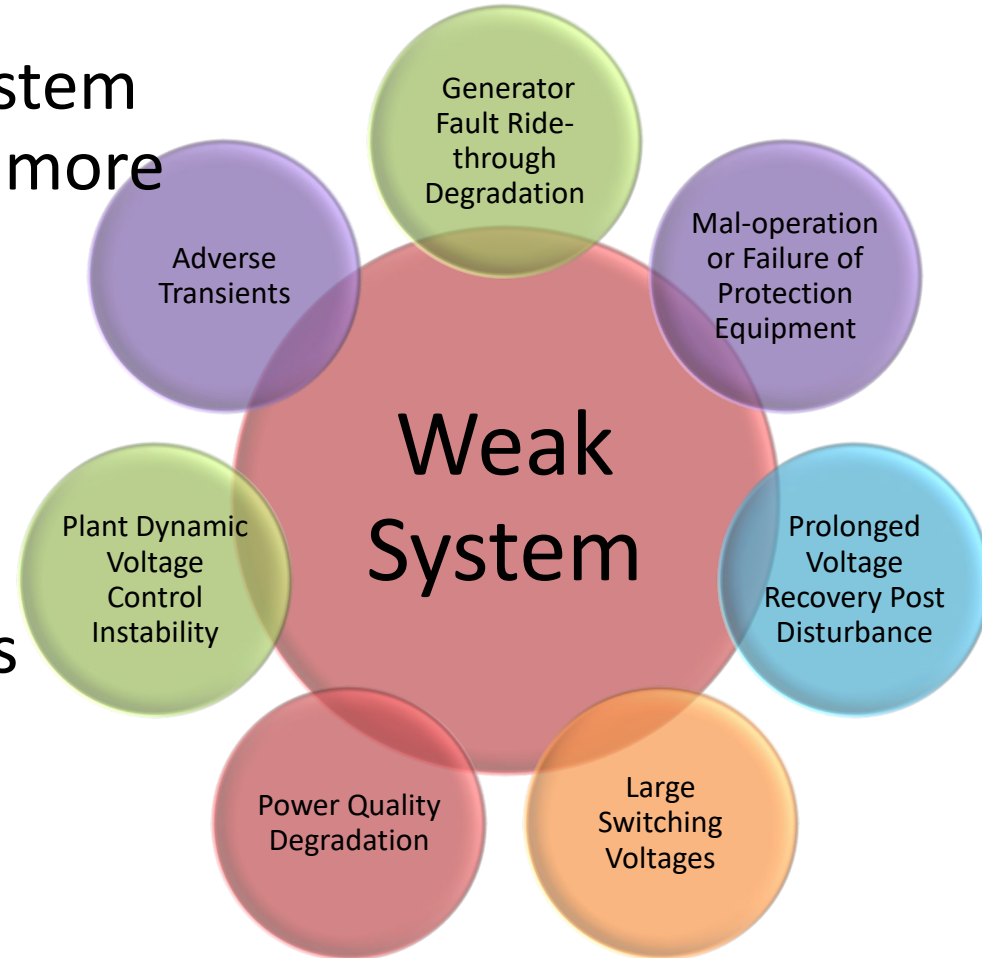 stem
more
s
Generator
Fault Ride-
through
Degradation
Mal-operation
or Failure of
Protection
Equipment
Prolonged
Voltage
Recovery Post
Disturbance
Large
Switching
Voltages
Power Quality
Degradation
Plant Dynamic
Voltage
Control
Instability
Adverse
Transients
Weak
System